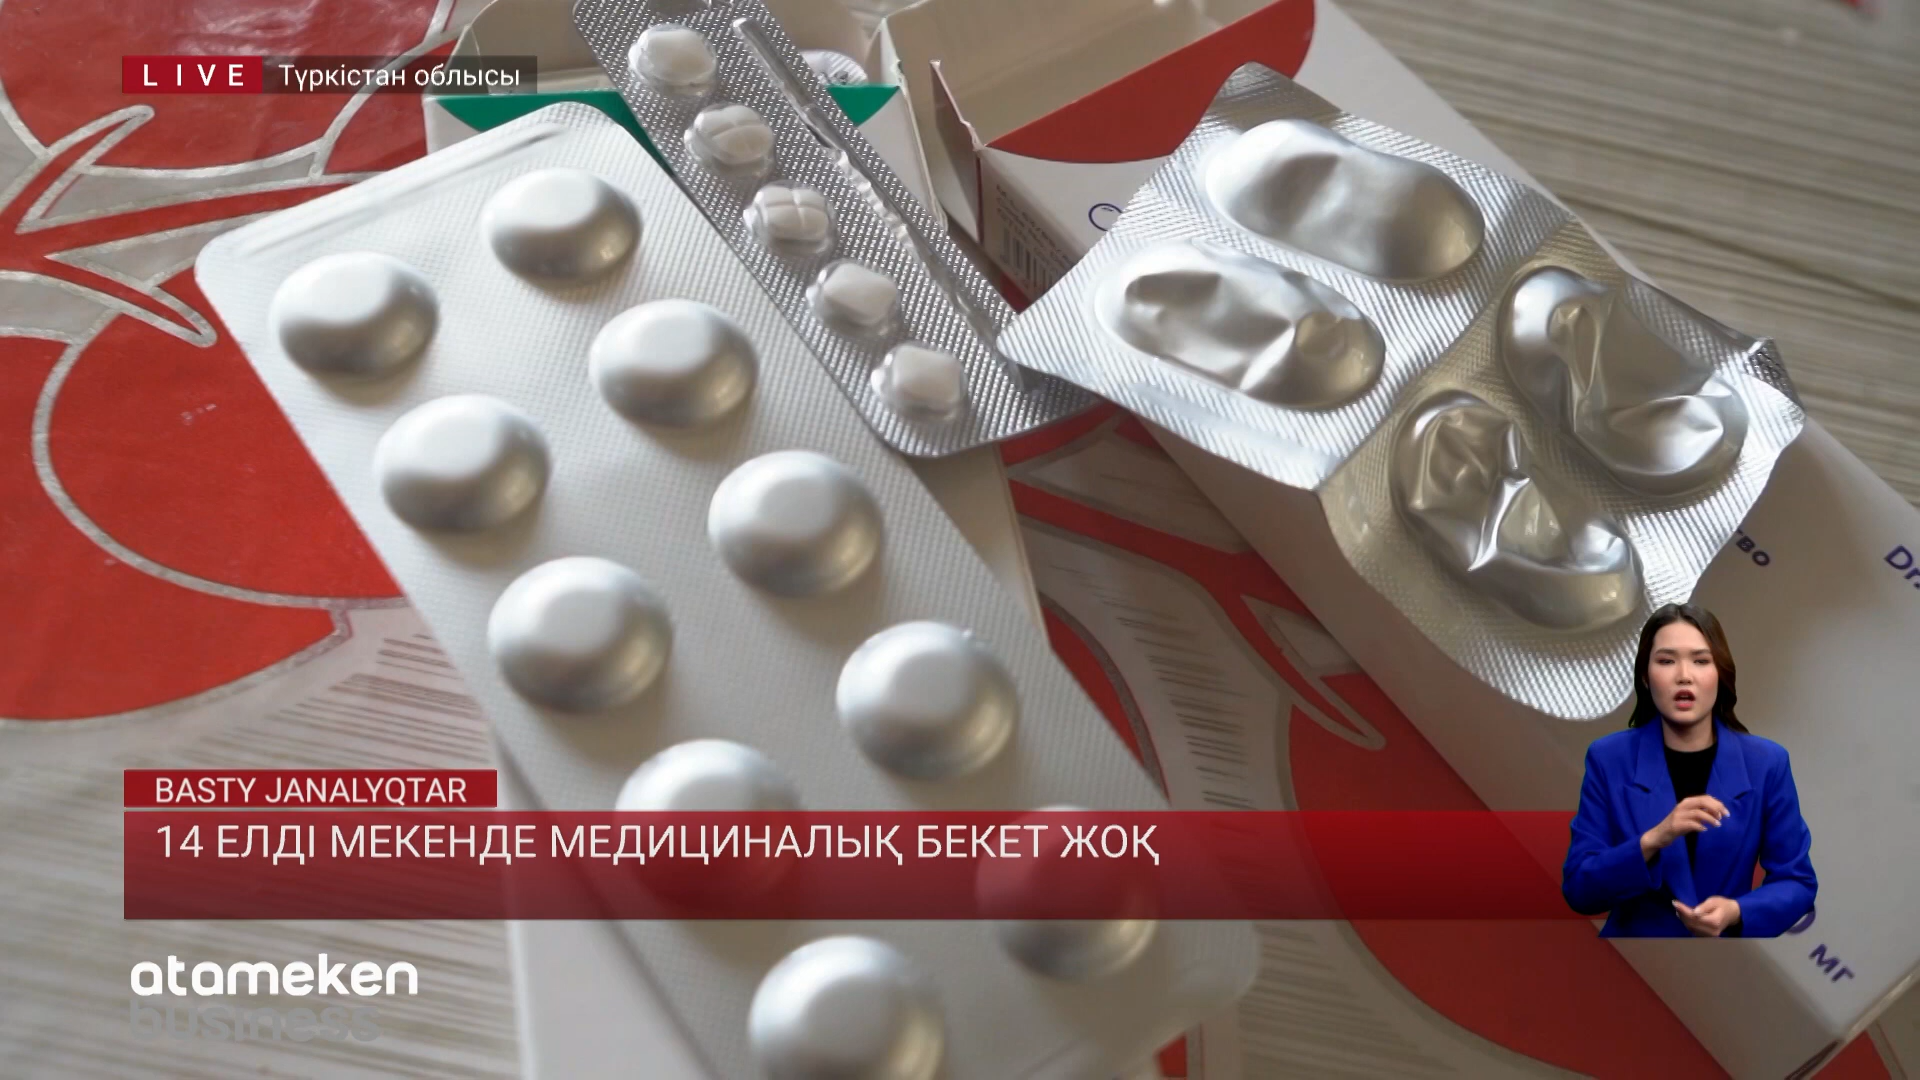 LIVE Түркістан облысы
BASTY JANALYQTAR
14 ЕЛДІ МЕКЕНДЕ МЕДИЦИНАЛЫҚ БЕКЕТ ЖОҚ
atameken
business
мг